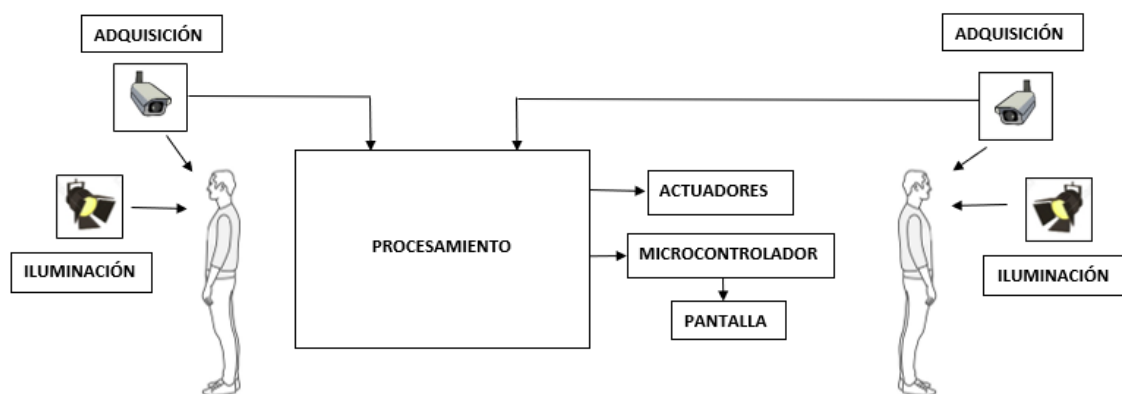 ADQUISICIÓN
ADQUISICIÓN
ILUMINACIÓN
PROCESAMIENTO
ACTUADORES
MICROCONTROLADOR
PANTALLA
ILUMINACIÓN